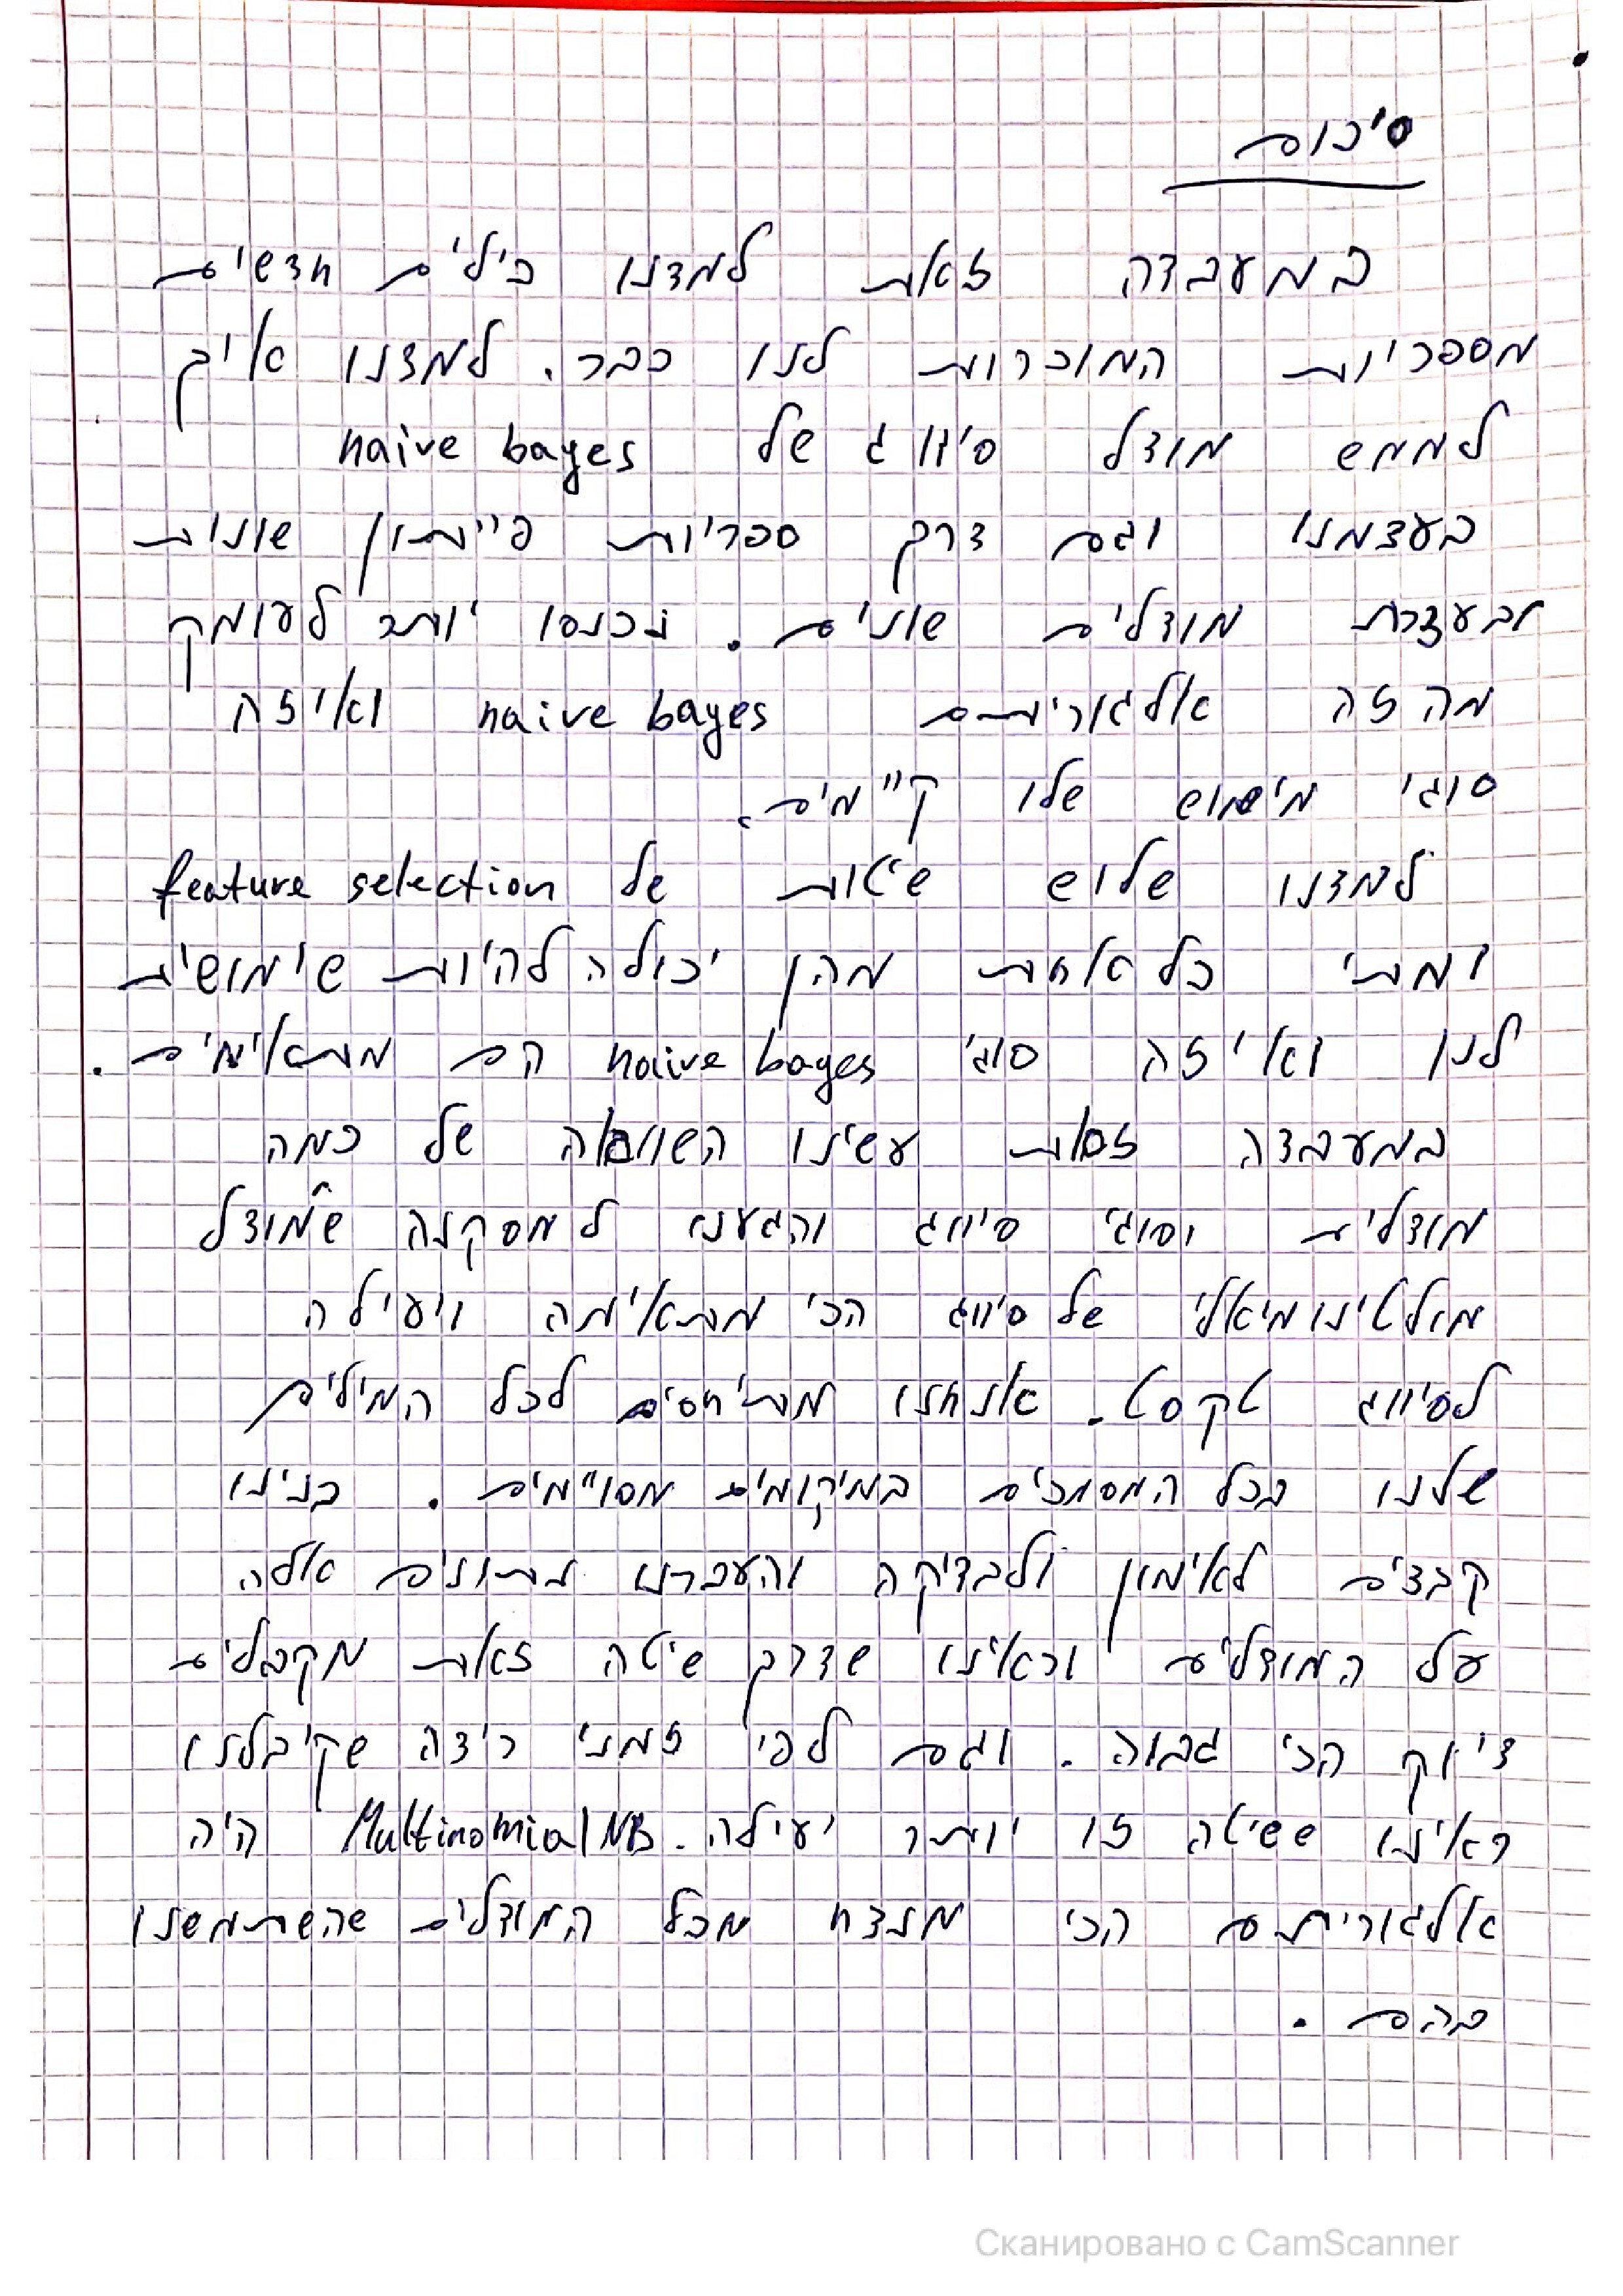 סיכום
במעבדה זאת למדנו כילים חדשים
מספריות המוכרות לנו כבר. למדנו איך
לממש מודל סיווג של naive bayes
בעצמנו וגם דרך ספריות פייתון שונות
ובעזרת מודלים שונים. נכנסו יותר לעומק
מה זה אלגוריתם naive bayes ואיזה
סוגי מימוש שלו קיימים.
למדנו שלוש שיטות של feature selection
ומתי כל אחת מהן יכולה להיות שימושית
לנו ואיזה סוגי naive bayes הם מתאימים.
במעבדה זאת עשינו השוואה של כמה
מודלים וסוגי סיווג והגענו למסקנה שמודל
מולטינומיאלי של סיווג הכי מתאימה ויעילה
לסיווג טקסט. אנחנו מתיחסים לכל המילים
שלנו בכל המסמכים במיקומים מסויימים. בנינו
קבצים לאימון ולבדיקה והעברנו נתונים אלה
על המודלים וראינו שדרך שיטה זאת מקבלים
דיוק הכי גבוה. וגם לפי זמני ריצה שקיבלנו
ראינו ששיטה זו יותר יעילה. MultinomialNB היה
אלגוריתם הכי מנצח מכל המודלים שהשתמשנו
בהם.
Сканировано с CamScanner